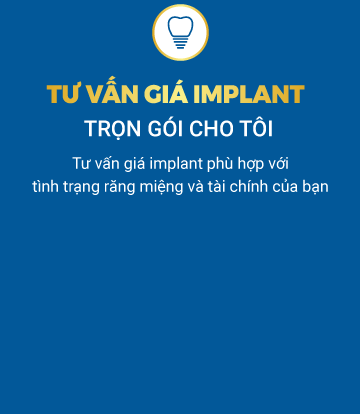 TƯ VẤN GIÁ IMPLANT
TRỌN GÓI CHO TÔI
Tư vấn giá implant phù hợp với
tình trạng răng miệng và tài chính của bạn